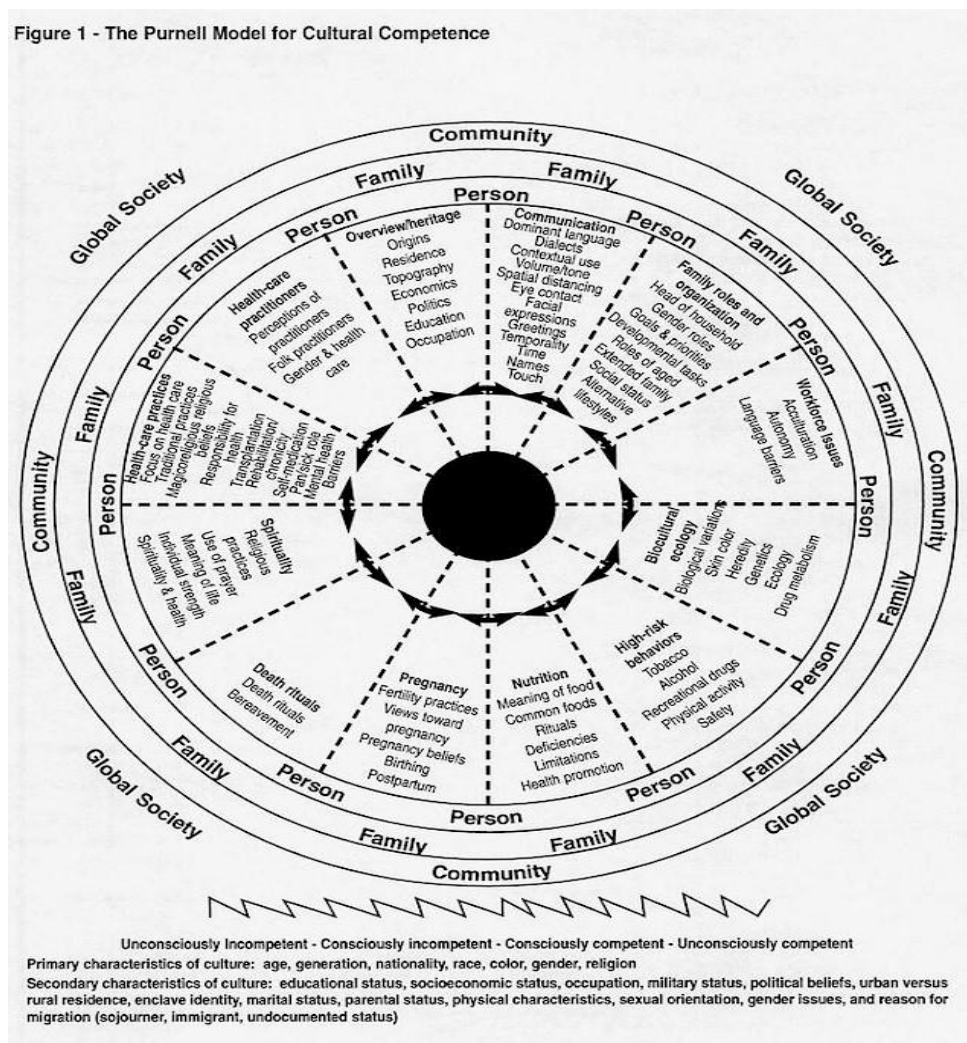 Figure 1 - The Purnell Model for Cultural Competence
Community
Global Society
Global Society
Family
Family
Person
Person
Person
Family
Family
Overview/heritage
Origins
Residence
Topography
Economics
Politics
Education
Occupation
Communication
Dominant language
Dialects
Contextual use
Volume/tone
Spatial distancing
Eye contact
Facial
expressions
Greetings
Temporality
Time
Names
Touch
Family roles and
organization
Head of household
Gender roles
Goals & priorities
Developmental tasks
Roles of aged
Extended family
Social status
Alternative
lifestyles
Person
Workforce Issues
Acculturation
Autonomy
Language barriers
Family
Community
Person
Biocultural
ecology
Biological variations
Skin color
Heredity
Genetics
Ecology
Drug metabolism
Family
Person
High-risk
behaviors
Tobacco
Alcohol
Recreational drugs
Physical activity
Safety
Person
Family
Global Society
Nutrition
Meaning of food
Common foods
Rituals
Deficiencies
Limitations
Health promotion
Person
Family
Community
Pregnancy
Fertility practices
Views toward
pregnancy
Pregnancy beliefs
Birthing
Postpartum
Family
Person
Death rituals
Death rituals
Bereavement
Family
Global Society
Person
Spirituality
Religious
practices
Use of prayer
Meaning of life
Individual strength
Spirituality & health
Family
Person
Community
Health-care practices
Focus on health care
Traditional practices
Magicoreligious religious
beliefs
Responsibility for
health
Transplantation
Rehabilitation/
chronicity
Self-medication
Pan/sick role
Mental health
Barriers
Family
Person
Health-care
practitioners
Perceptions of
practitioners
Folk practitioners
Gender & health
care
Unconsciously Incompetent - Consciously incompetent - Consciously competent - Unconsciously competent
Primary characteristics of culture: age, generation, nationality, race, color, gender, religion
Secondary characteristics of culture: educational status, socioeconomic status, occupation, military status, political beliefs, urban versus
rural residence, enclave identity, marital status, parental status, physical characteristics, sexual orientation, gender issues, and reason for
migration (sojourner, immigrant, undocumented status)